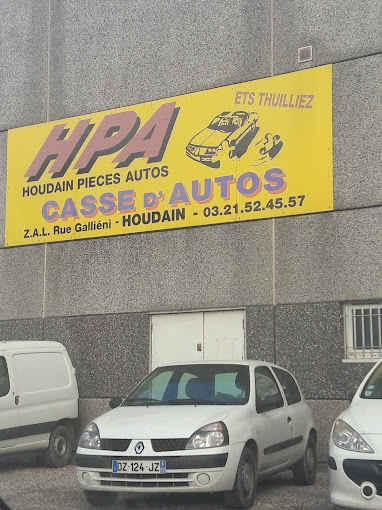 ETS THUILLIEZ
HPA
HOUDAIN PIECES AUTOS
CASSE D'AUTOS
Z.A.L. Rue Galliéni - HOUDAIN - 03.21.52.45.57
DZ-124-JZ